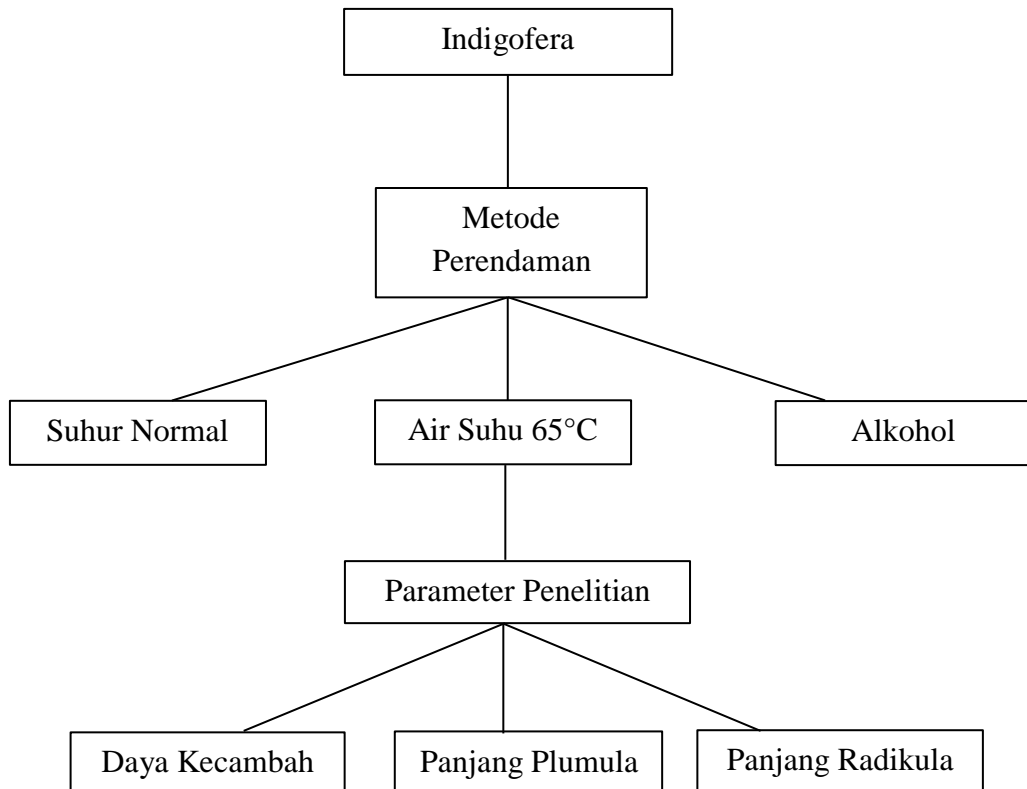 Indigofera
Metode
Perendaman
Suhur Normal
Air Suhu 65°C
Alkohol
Parameter Penelitian
Daya Kecambah
Panjang Plumula
Panjang Radikula